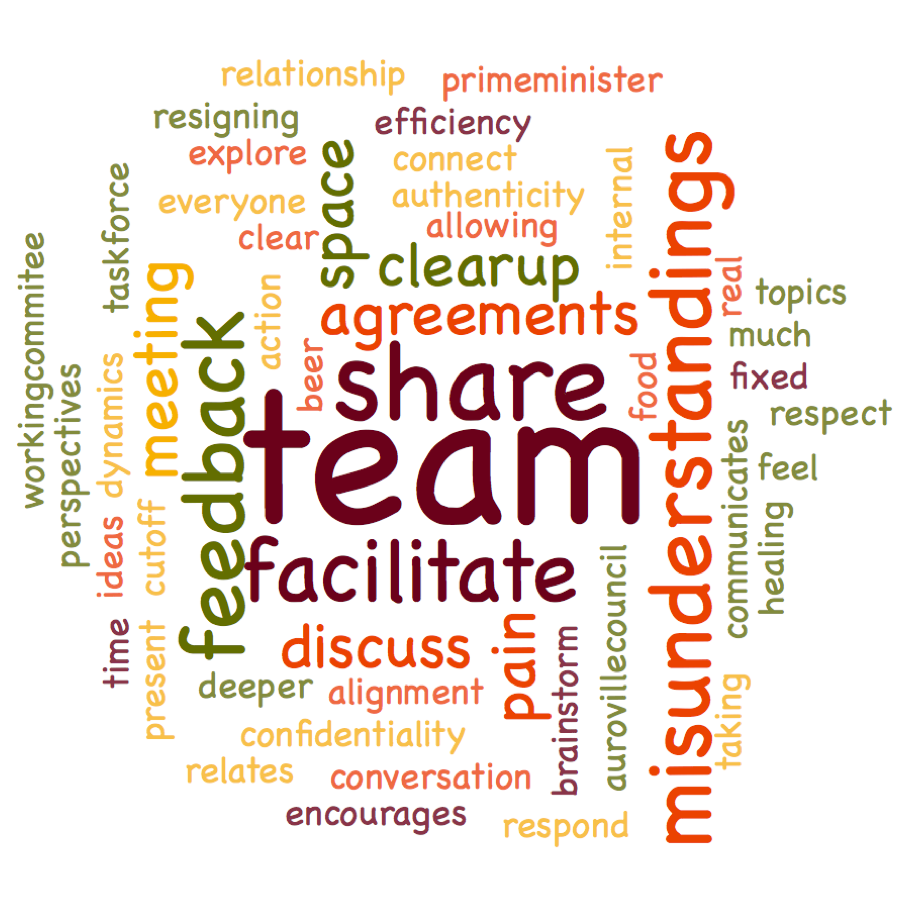 relationship
primeminister
resigning
efficiency
explore
connect
space
internal
misunderstandings
taskforce
everyone
authenticity
allowing
clear
clearup
workingcommitee
meeting
action
real
topics
agreements
feedback
much
beer
share
food
fixed
perspectives
dynamics
team
respect
communicates
feel
ideas
cutoff
facilitate
healing
aurovillecouncil
time
present
discuss
pain
brainstorm
deeper
alignment
taking
confidentiality
relates
conversation
encourages
respond